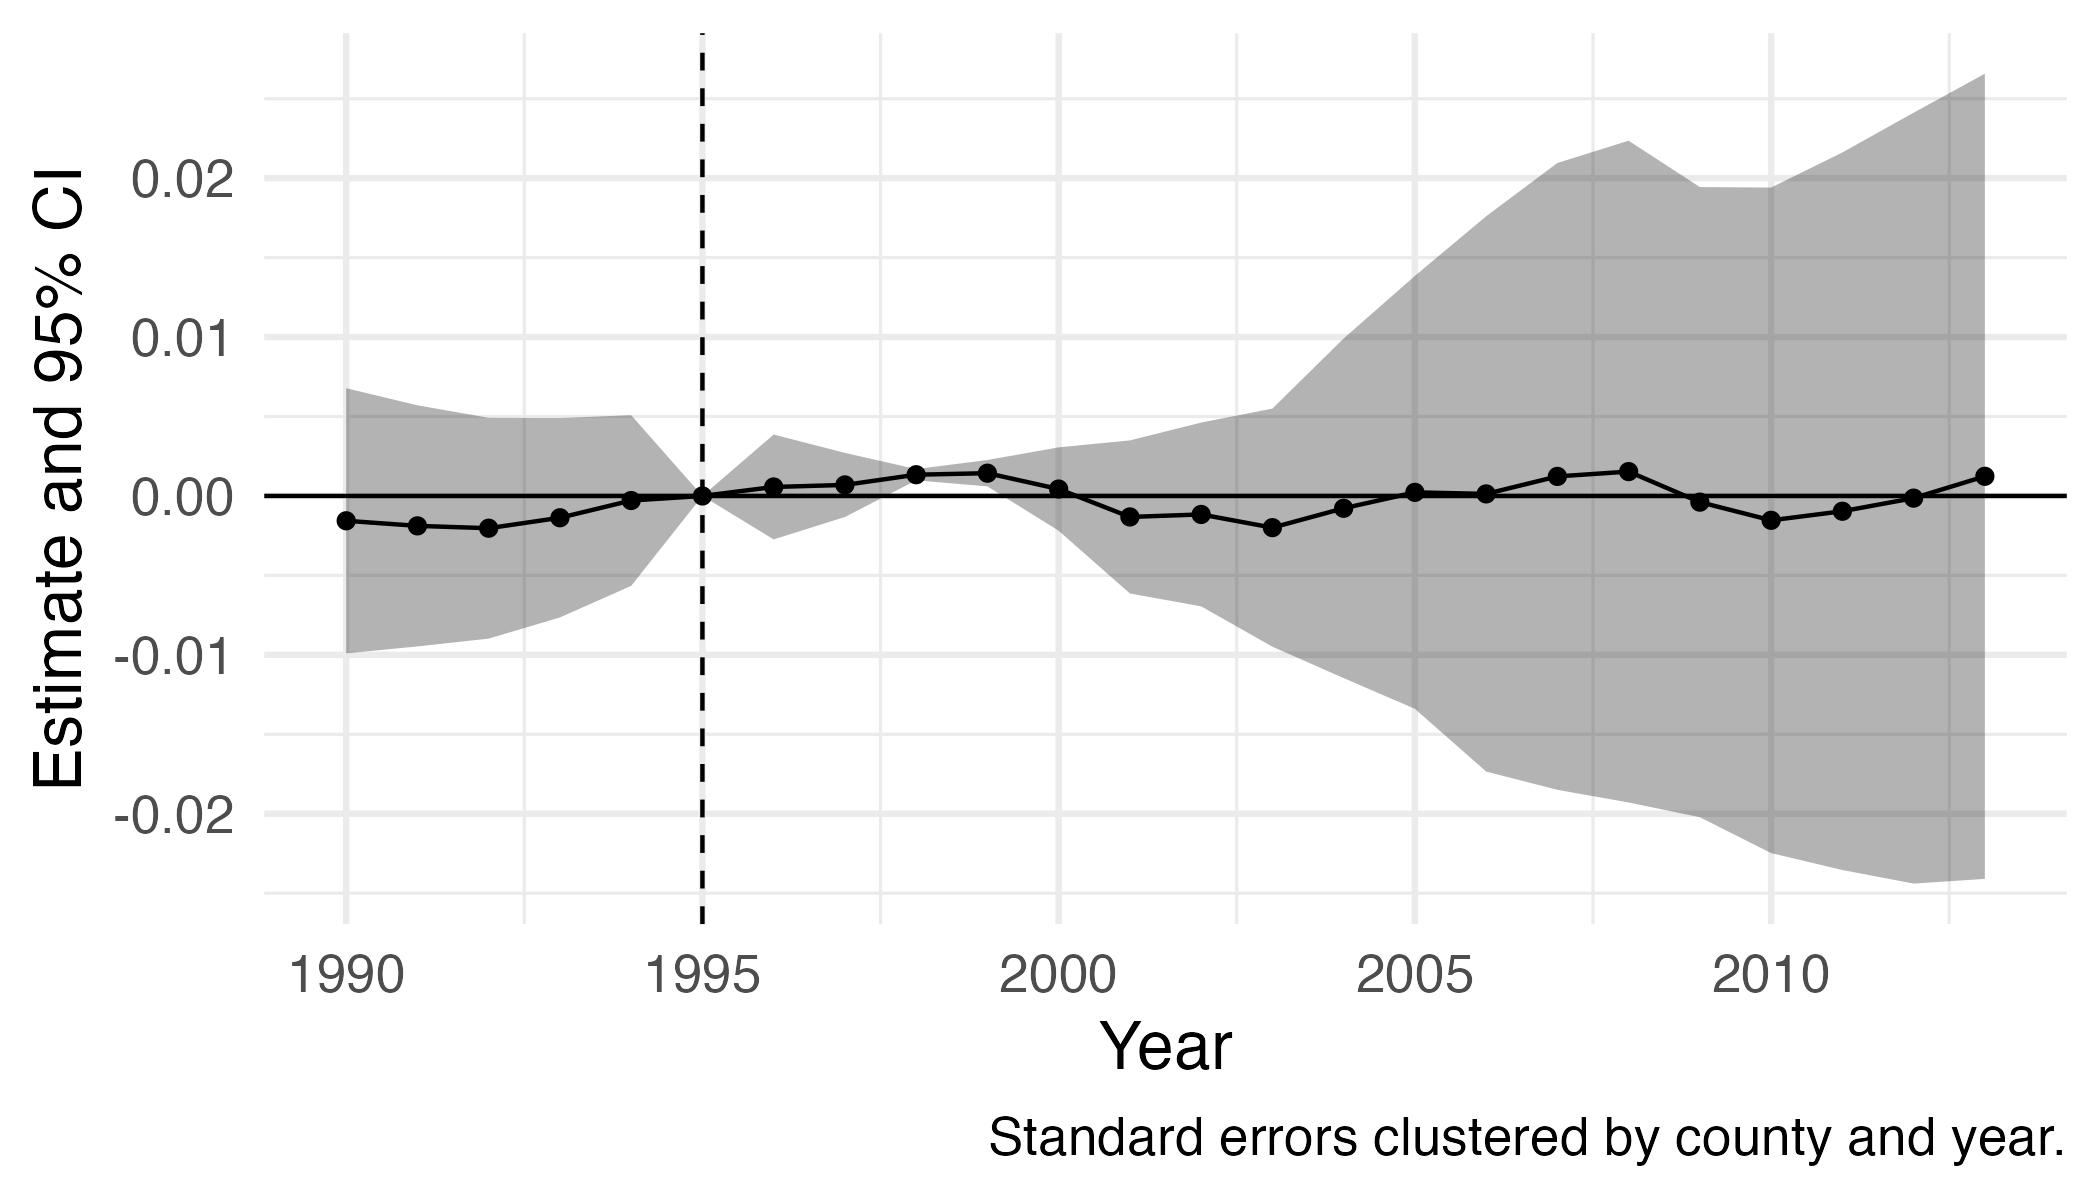 Estimate and 95% CI
0.02
0.01
0.00
-0.01
-0.02
1990 1995 2000 2005 2010
Year
Standard errors clustered by county and year.